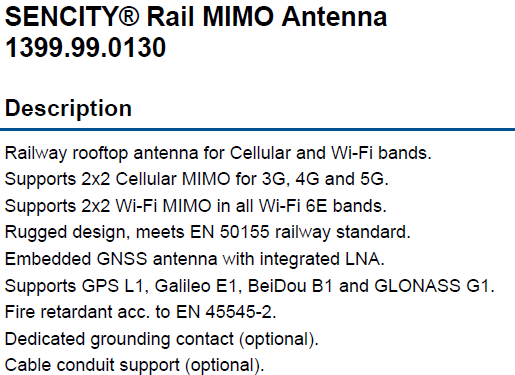 SENCITY® Rail MIMO Antenna
1399.99.0130
Description
Railway rooftop antenna for Cellular and Wi-Fi bands.
Supports 2x2 Cellular MIMO for 3G, 4G and 5G.
Supports 2x2 Wi-Fi MIMO in all Wi-Fi 6E bands.
Rugged design, meets EN 50155 railway standard.
Embedded GNSS antenna with integrated LNA.
Supports GPS L1, Galileo E1, BeiDou B1 and GLONASS G1.
Fire retardant acc. to EN 45545-2.
Dedicated grounding contact (optional).
Cable conduit support (optional).